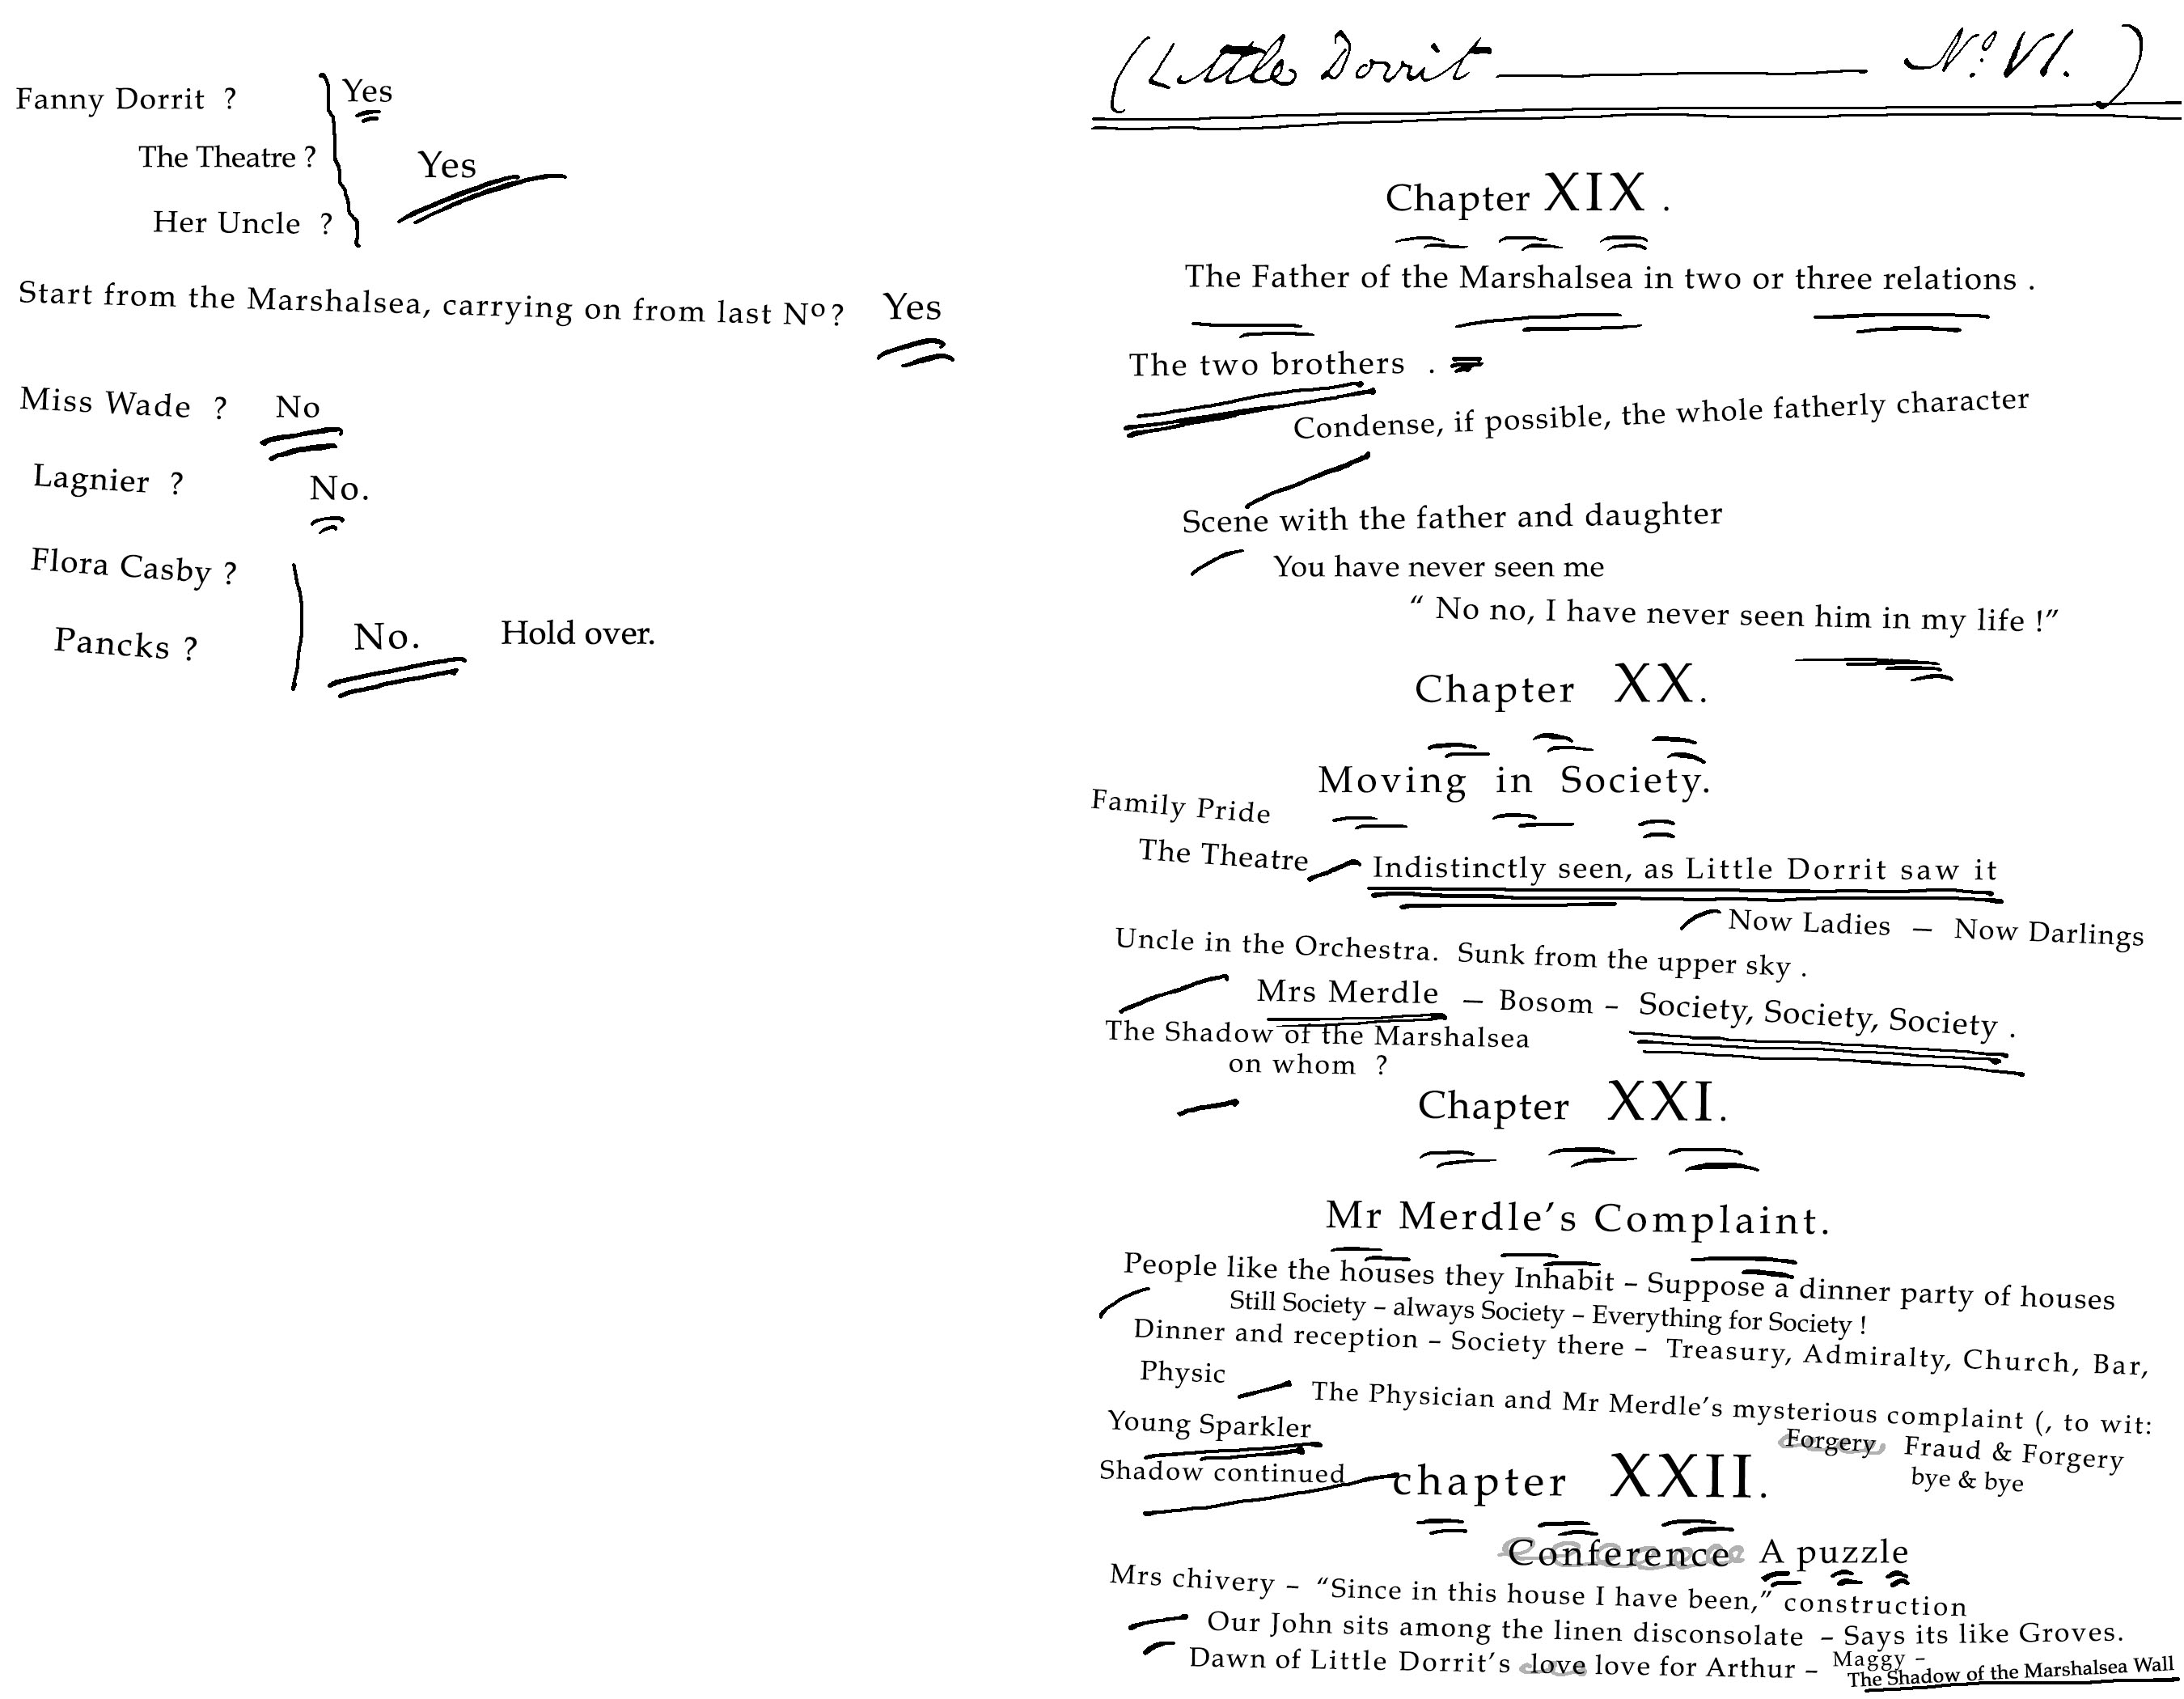 Fanny Dorrit ? Yes
The Theatre ?
Yes
Her Uncle ?
Start from the Marshalsea, carrying on from last Nº? Yes
Miss Wade ? No
Lagnier ? No.
Flora Casby ?
Pancks ? No. Hold over.
(Little Dorrit N.º VI. )
Chapter XIX .
The Father of the Marshalsea in two or three relations .
The two brothers .
Condense, if possible, the whole fatherly character
Scene with the father and daughter
You have never seen me
“ No no, I have never seen him in my life !”
Chapter XX.
Moving in Society.
Family Pride
The Theatre Indistinctly seen, as Little Dorrit saw it
Now Ladies – Now Darlings
Uncle in the Orchestra. Sunk from the upper sky .
Mrs Merdle – Bosom – Society, Society, Society .
The Shadow of the Marshalsea
on whom ?
Chapter XXI.
Mr Merdle’s Complaint.
People like the houses they Inhabit – Suppose a dinner party of houses
Still Society – always Society – Everything for Society !
Dinner and reception – Society there – Treasury, Admiralty, Church, Bar,
Physic
The Physician and Mr Merdle’s mysterious complaint (, to wit:
Forgery Fraud & Forgery
bye & bye
Young Sparkler
Shadow continued
chapter XXII.
Conference A puzzle
Mrs chivery – “Since in this house I have been,” construction
Our John sits among the linen disconsolate – Says its like Groves.
Dawn of Little Dorrit’s love love for Arthur – Maggy –
The Shadow of the Marshalsea Wall